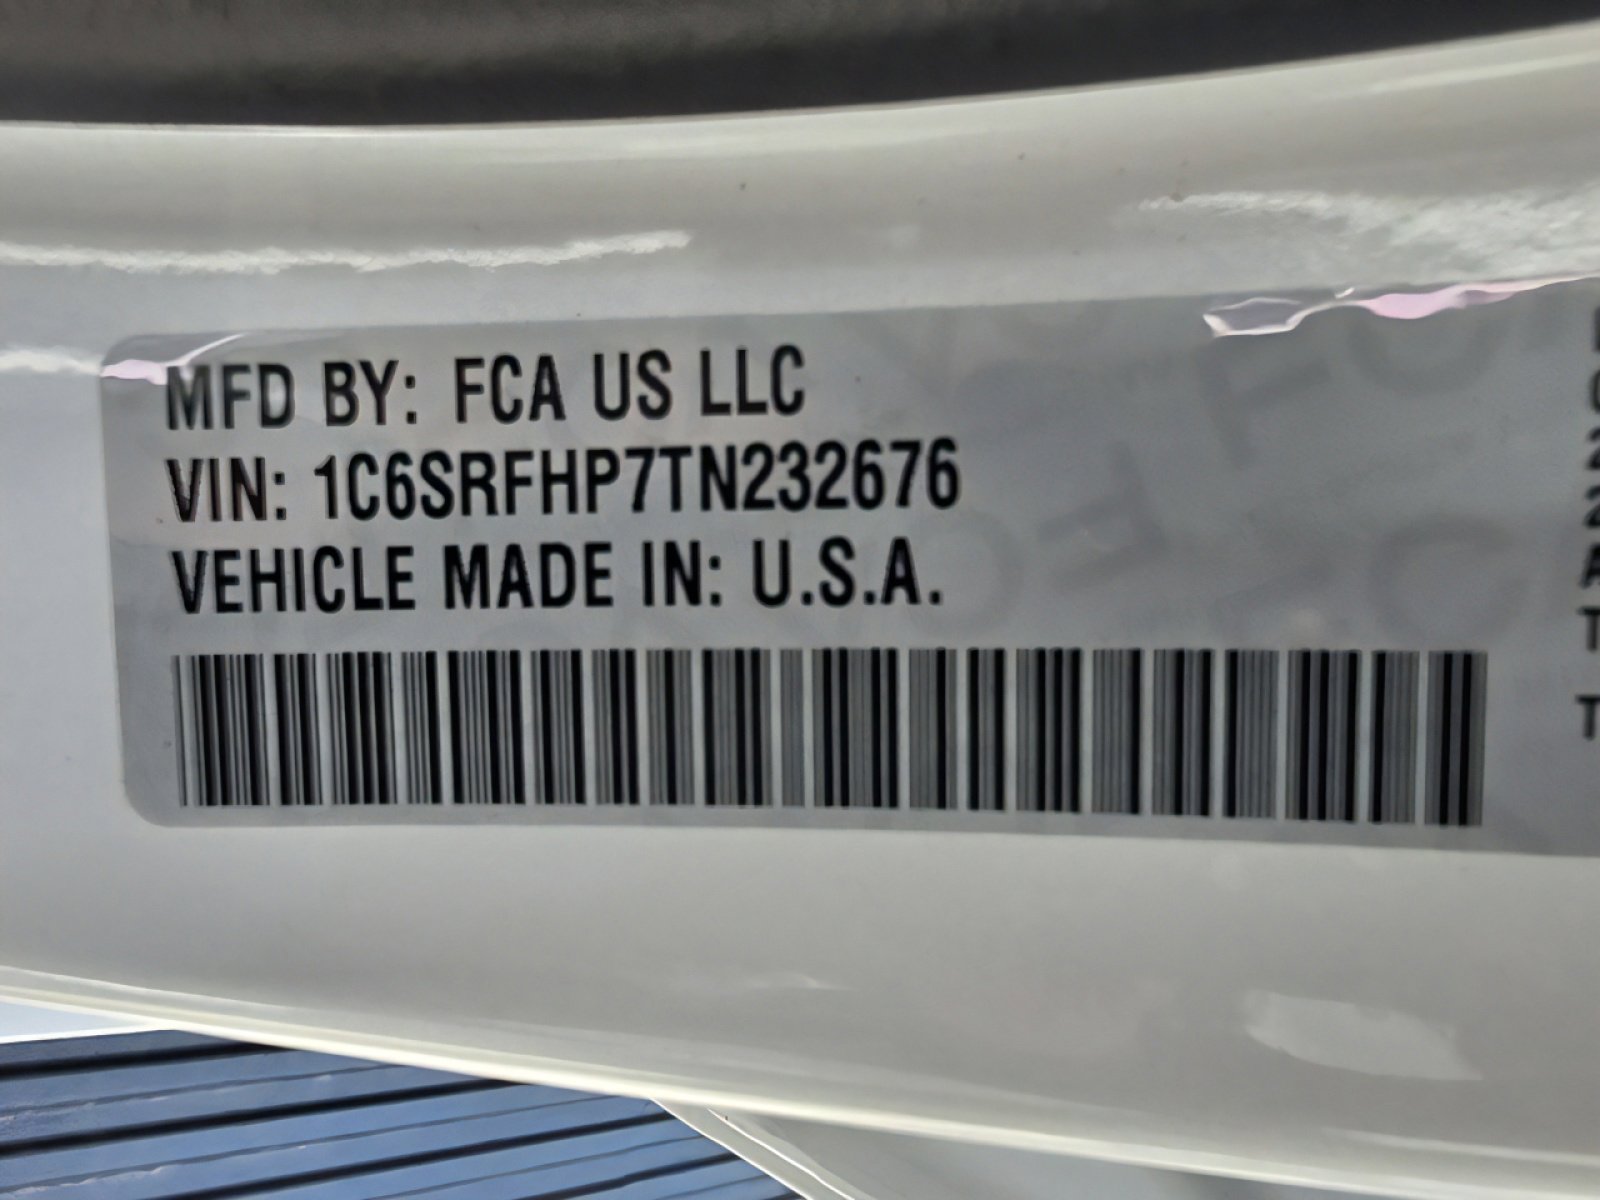 MFD BY: FCA US LLC
VIN: 1C6SRFHP7TN232676
VEHICLE MADE IN: U.S.A.